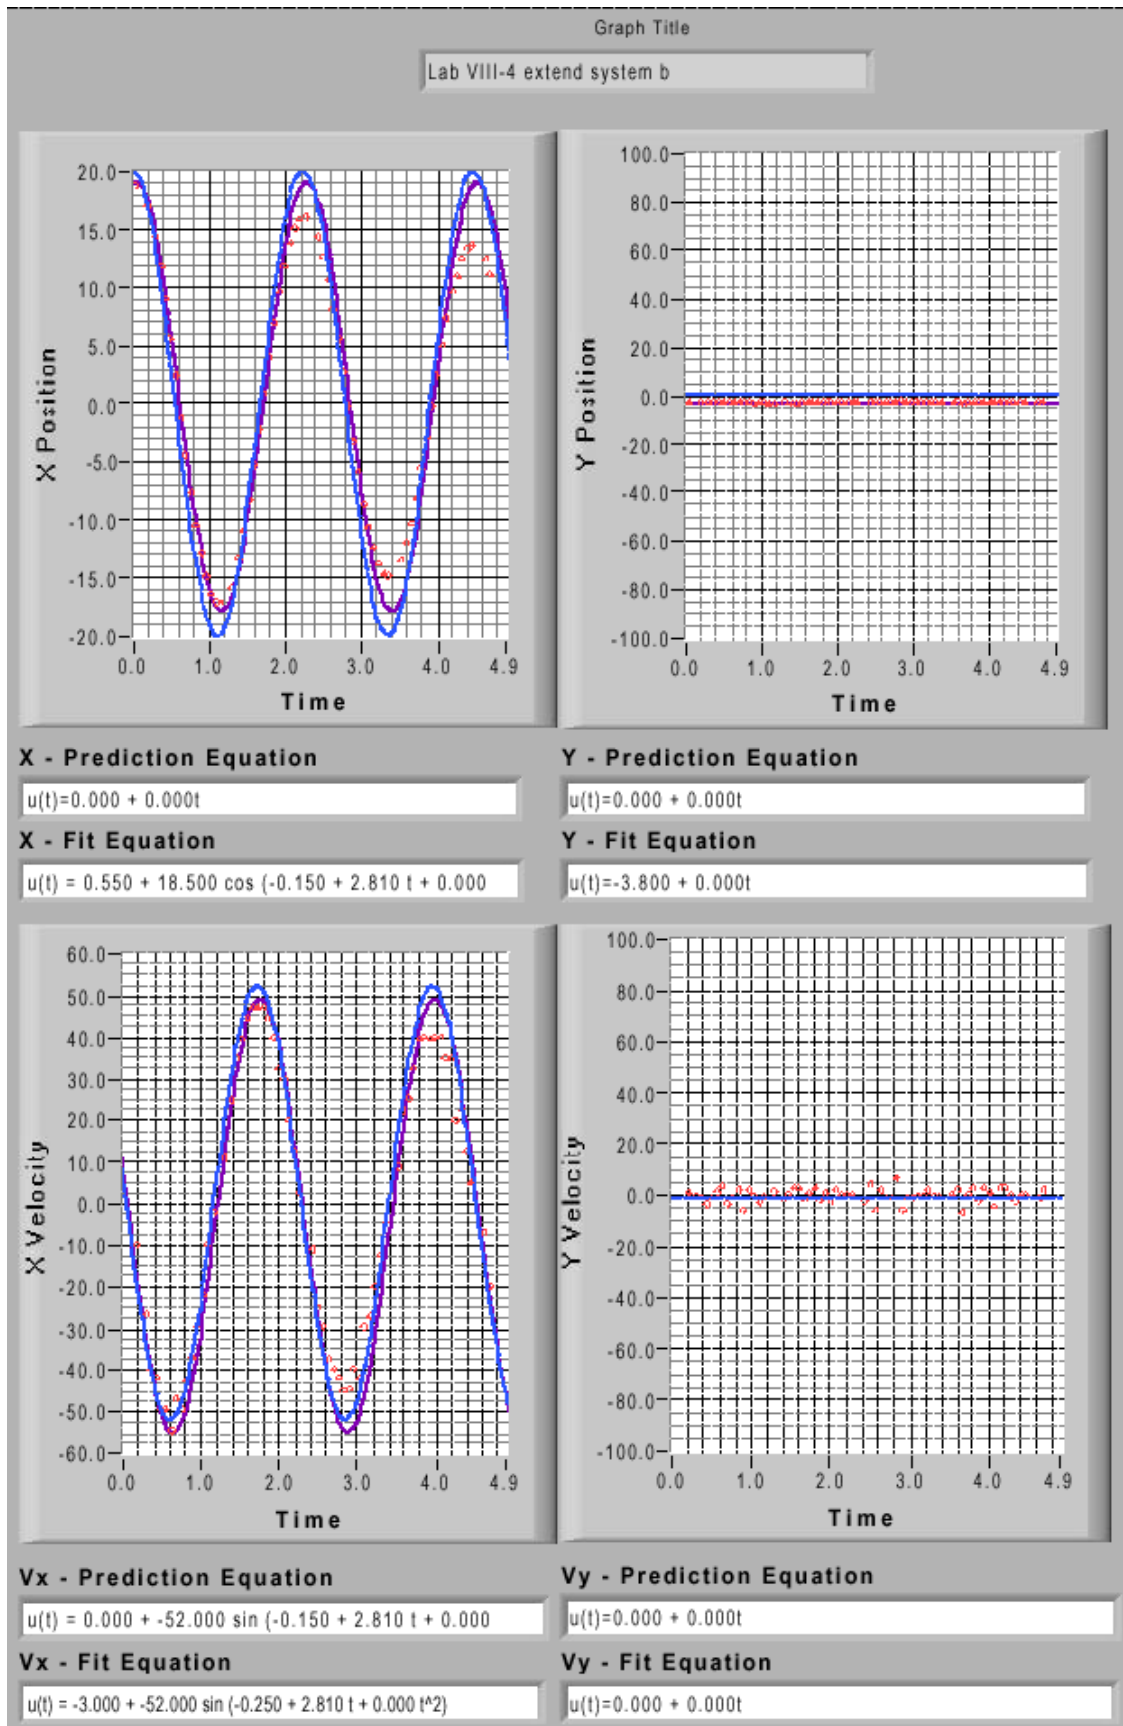 Graph Title
Lab VIII-4 extend system b
20.0
15.0
10.0
5.0
0.0
-5.0
-10.0
-15.0
-20.0
X Position
0.0 1.0 2.0 3.0 4.0 4.9
Time
100.0
80.0
60.0
40.0
20.0
0.0
-20.0
-40.0
-60.0
-80.0
-100.0
Y Position
0.0 1.0 2.0 3.0 4.0 4.9
Time
X - Prediction Equation
u(t)=0.000 + 0.000t
Y - Prediction Equation
u(t)=0.000 + 0.000t
X - Fit Equation
u(t) = 0.550 + 18.500 cos (-0.150 + 2.810 t + 0.000
Y - Fit Equation
u(t)=-3.800 + 0.000t
60.0
50.0
40.0
30.0
20.0
10.0
0.0
-10.0
-20.0
-30.0
-40.0
-50.0
-60.0
X Velocity
0.0 1.0 2.0 3.0 4.0 4.9
Time
100.0
80.0
60.0
40.0
20.0
0.0
-20.0
-40.0
-60.0
-80.0
-100.0
Y Velocity
0.0 1.0 2.0 3.0 4.0 4.9
Time
Vx - Prediction Equation
u(t) = 0.000 + -52.000 sin (-0.150 + 2.810 t + 0.000
Vy - Prediction Equation
u(t)=0.000 + 0.000t
Vx - Fit Equation
u(t) = -3.000 + -52.000 sin (-0.250 + 2.810 t + 0.000 t^2)
Vy - Fit Equation
u(t)=0.000 + 0.000t